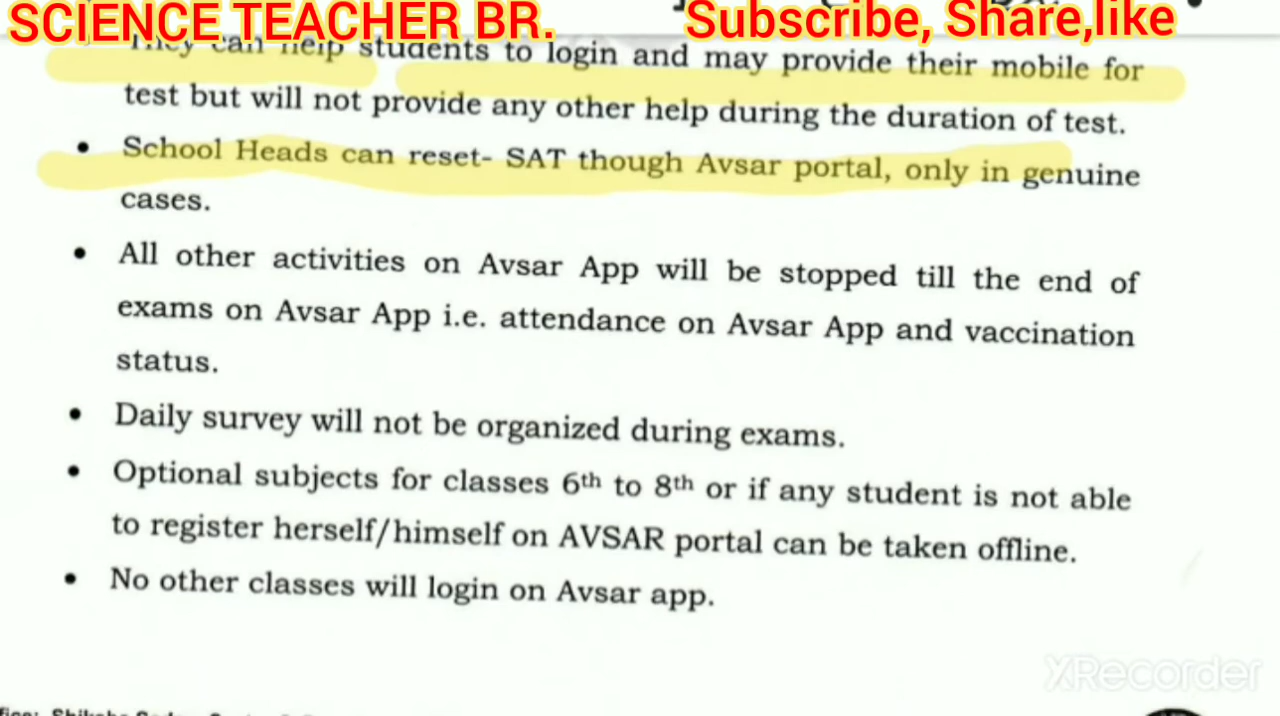 SCIENCE TEACHER BR. Subscribe, Share,like
They can help students to login and may provide their mobile for
test but will not provide any other help during the duration of test.
• School Heads can reset- SAT though Avsar portal, only in genuine
cases.
• All other activities on Avsar App will be stopped till the end of
exams on Avsar App i.e. attendance on Avsar App and vaccination
status.
• Daily survey will not be organized during exams.
• Optional subjects for classes 6th to 8th or if any student is not able
to register herself/himself on AVSAR portal can be taken offline.
• No other classes will login on Avsar app.
XRecorder